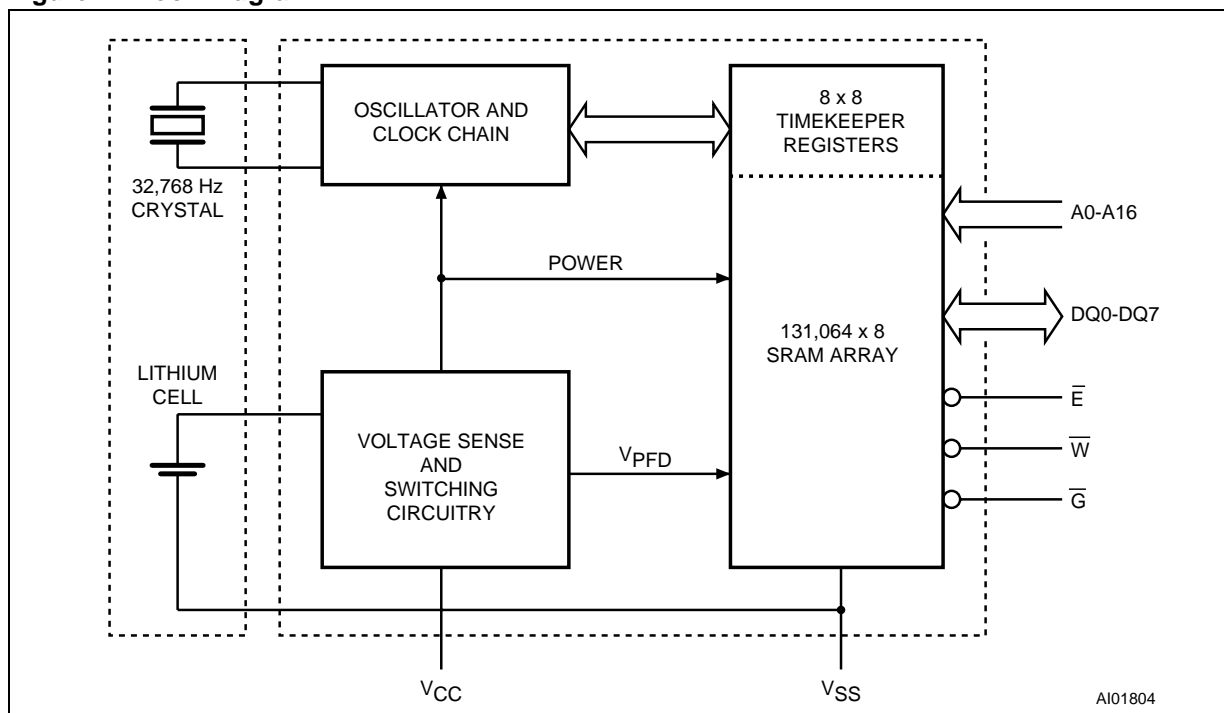 OSCILLATOR AND
CLOCK CHAIN
8 x 8
TIMEKEEPER
REGISTERS
32,768 Hz
CRYSTAL
A0-A16
POWER
DQ0-DQ7
131,064 x 8
SRAM ARRAY
LITHIUM
CELL
E̅
VOLTAGE SENSE
AND
SWITCHING
CIRCUITRY
VPFD
W̅
G̅
VCC
VSS
AI01804